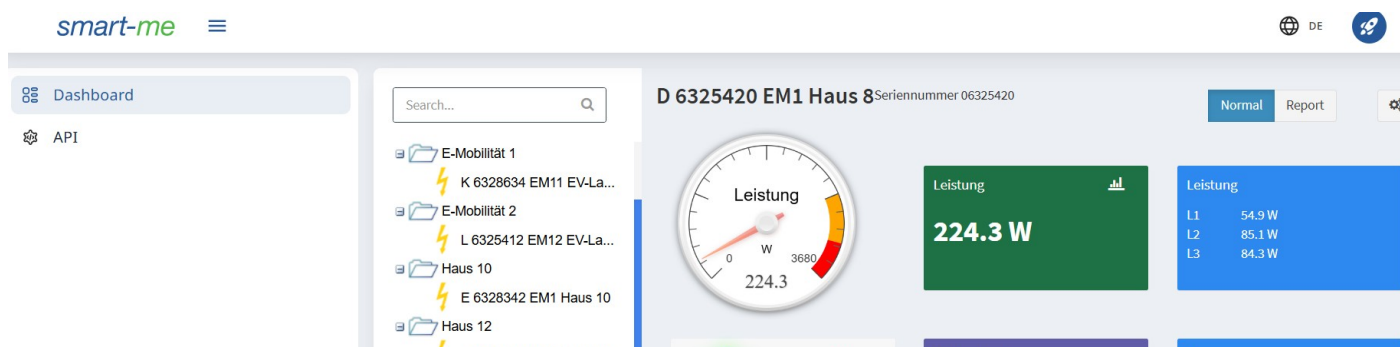 smart-me
DE
Dashboard
API
Search...
E-Mobilität 1
K 6328634 EM11 EV-La...
E-Mobilität 2
L 6325412 EM12 EV-La...
Haus 10
E 6328342 EM1 Haus 10
Haus 12
D 6325420 EM1 Haus 8 Seriennummer 06325420
Normal Report
Leistung
W
0 3680
224.3
Leistung
224.3 W
Leistung
L1 54.9 W
L2 85.1 W
L3 84.3 W